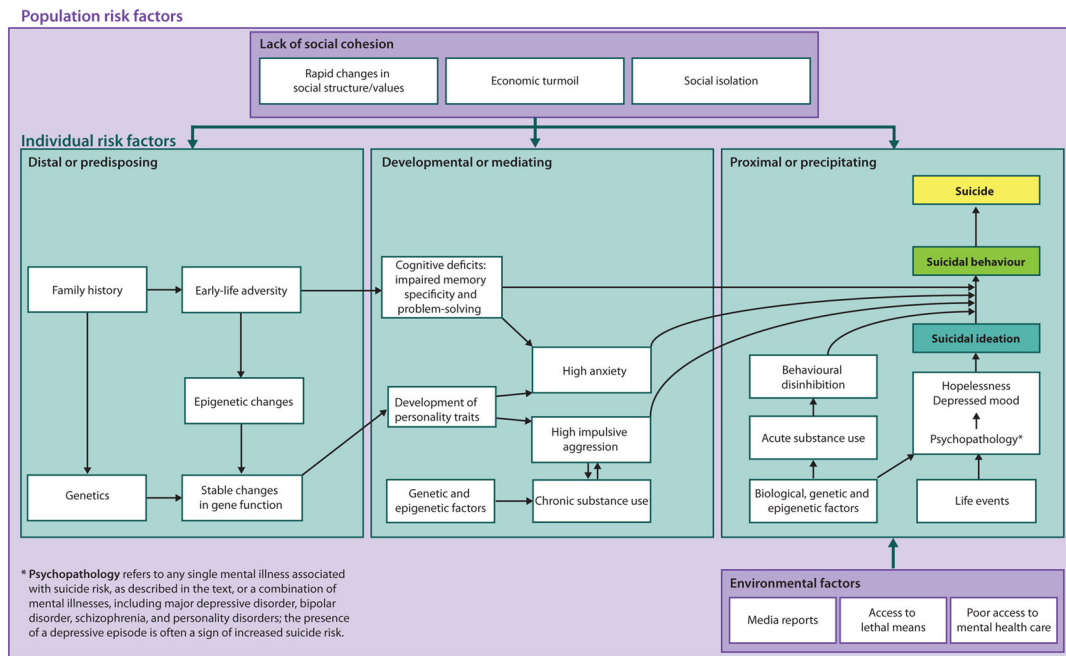 Population risk factors
Lack of social cohesion
Rapid changes in
social structure/values
Economic turmoil
Social isolation
Individual risk factors
Distal or predisposing
Family history
Early-life adversity
Epigenetic changes
Genetics
Stable changes
in gene function
Developmental or mediating
Cognitive deficits:
impaired memory
specificity and
problem-solving
High anxiety
Development of
personality traits
High impulsive
aggression
Genetic and
epigenetic factors
Chronic substance use
Proximal or precipitating
Suicide
Suicidal behaviour
Suicidal ideation
Behavioural
disinhibition
Hopelessness
Depressed mood
Acute substance use
Psychopathology*
Biological, genetic and
epigenetic factors
Life events
* Psychopathology refers to any single mental illness associated
with suicide risk, as described in the text, or a combination of
mental illnesses, including major depressive disorder, bipolar
disorder, schizophrenia, and personality disorders; the presence
of a depressive episode is often a sign of increased suicide risk.
Environmental factors
Media reports
Access to
lethal means
Poor access to
mental health care